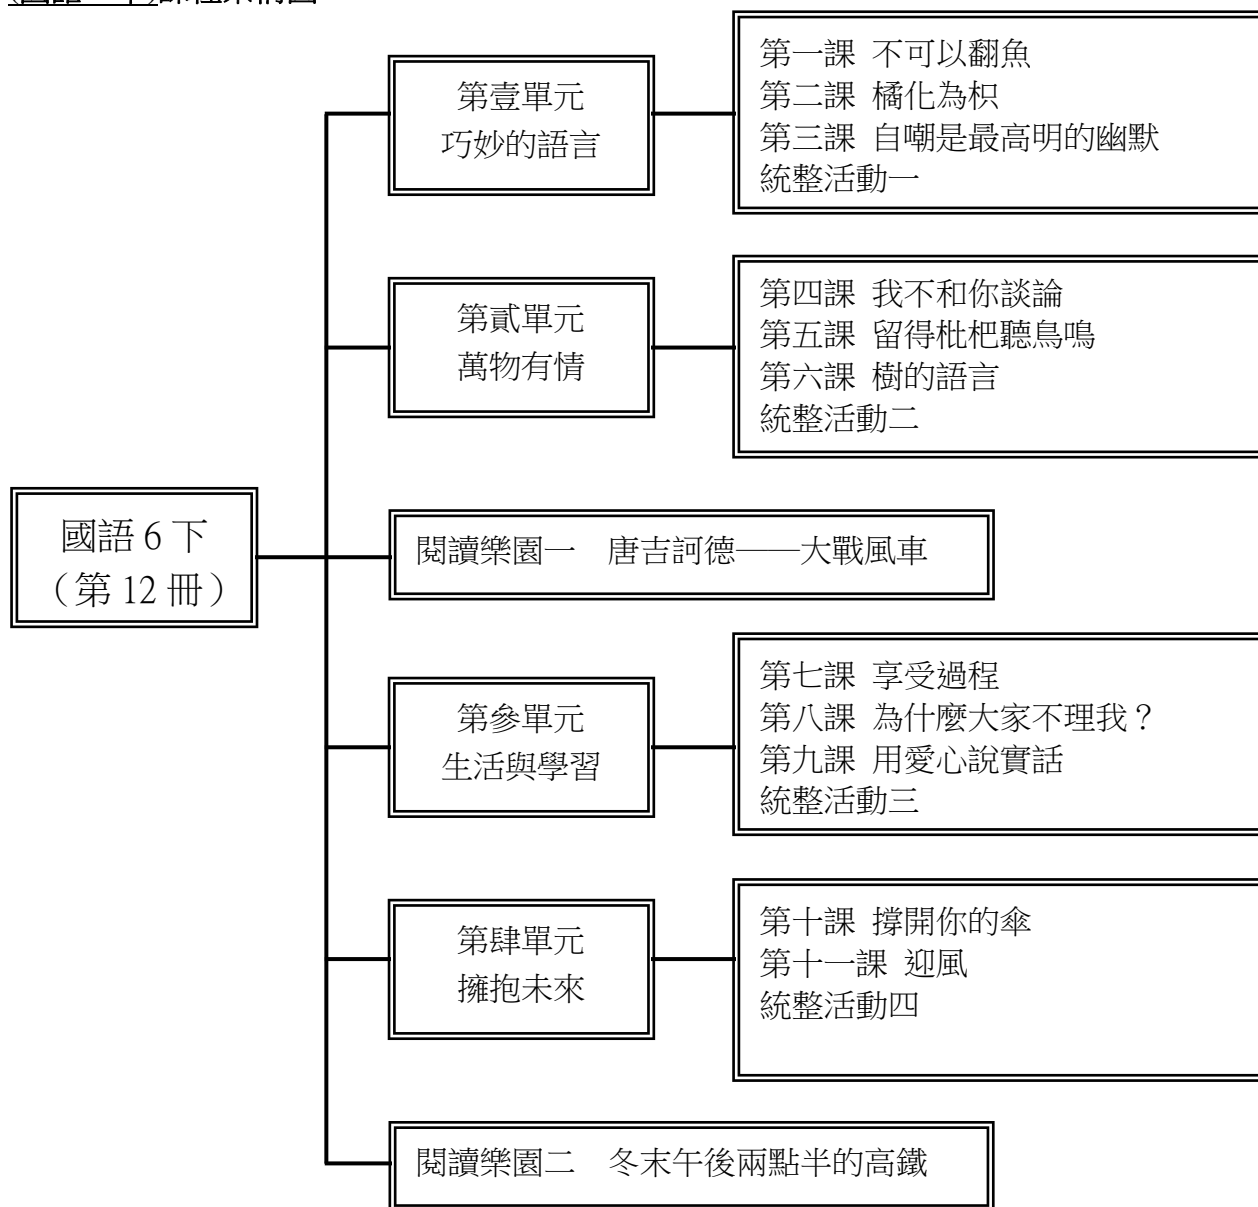 國語6下
（第12冊）
第壹單元
巧妙的語言
第一課 不可以翻魚
第二課 橘化為枳
第三課 自嘲是最高明的幽默
統整活動一
第貳單元
萬物有情
第四課 我不和你談論
第五課 留得枇杷聽鳥鳴
第六課 樹的語言
統整活動二
閱讀樂園一　唐吉訶德——大戰風車
第參單元
生活與學習
第七課 享受過程
第八課 為什麼大家不理我？
第九課 用愛心說實話
統整活動三
第肆單元
擁抱未來
第十課 撐開你的傘
第十一課 迎風
統整活動四
閱讀樂園二　冬末午後兩點半的高鐵